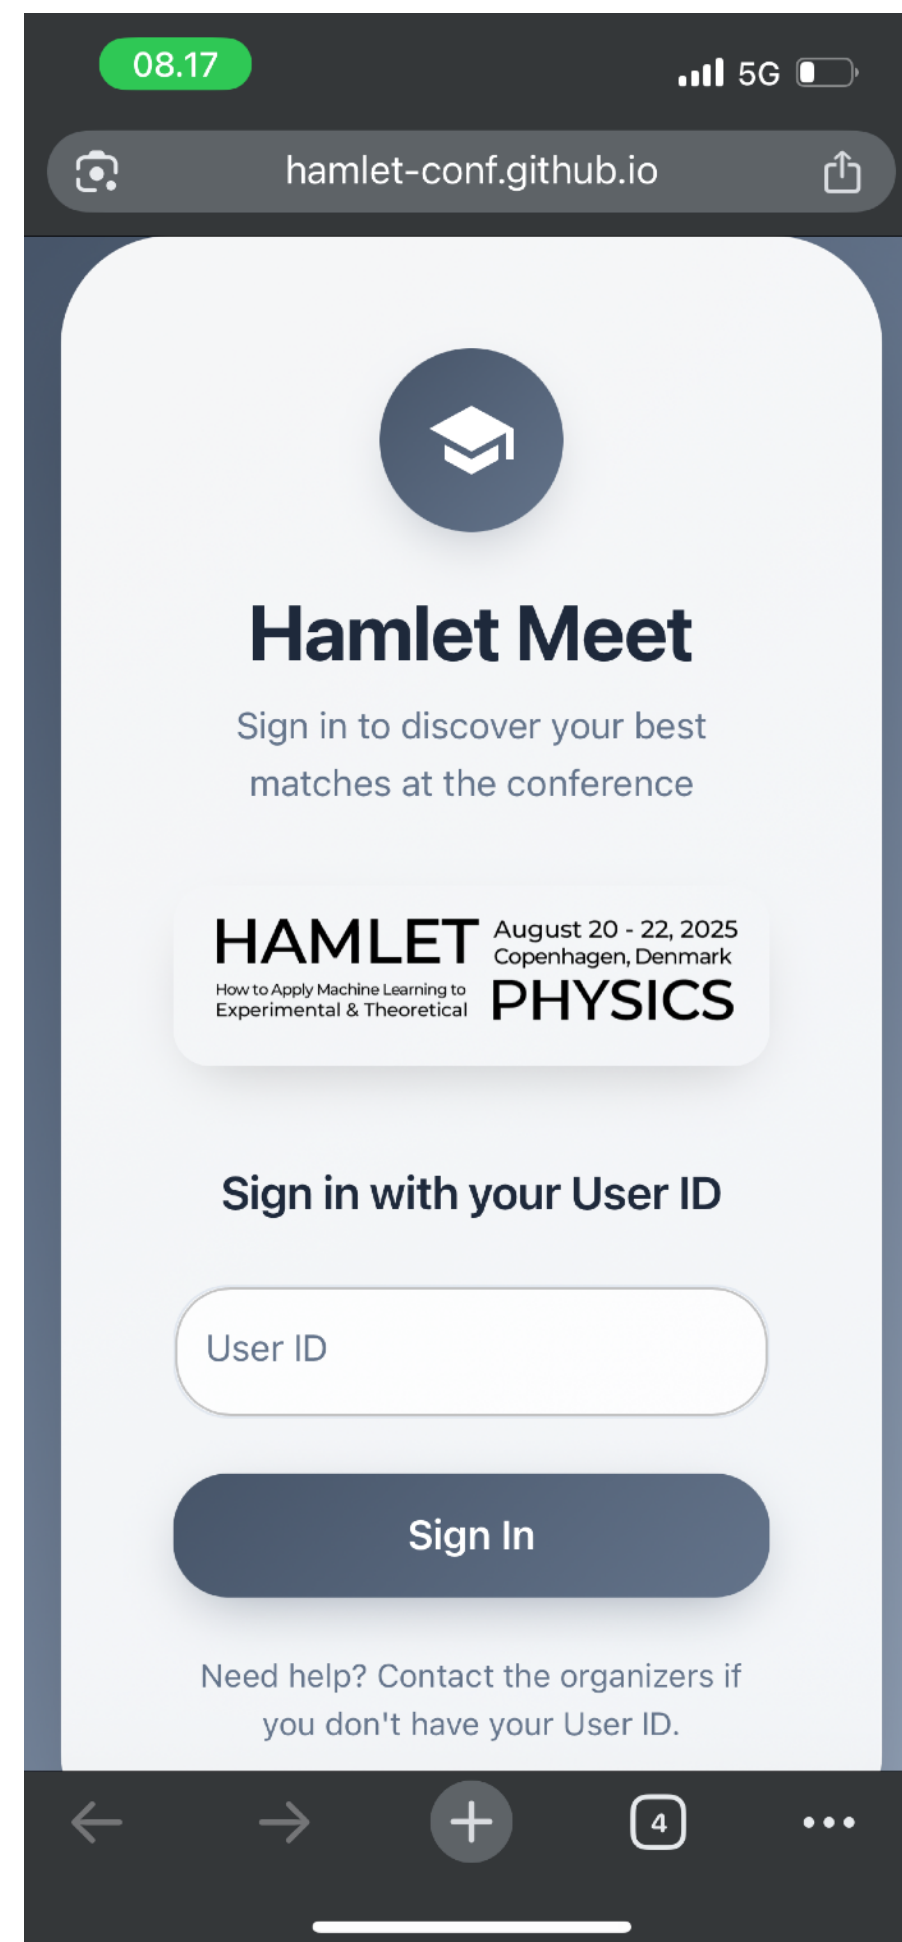 08.17
5G
hamlet-conf.github.io
Hamlet Meet
Sign in to discover your best
matches at the conference
HAMLET
How to Apply Machine Learning to
Experimental & Theoretical
August 20 - 22, 2025
Copenhagen, Denmark
PHYSICS
Sign in with your User ID
User ID
Sign In
Need help? Contact the organizers if
you don't have your User ID.
4